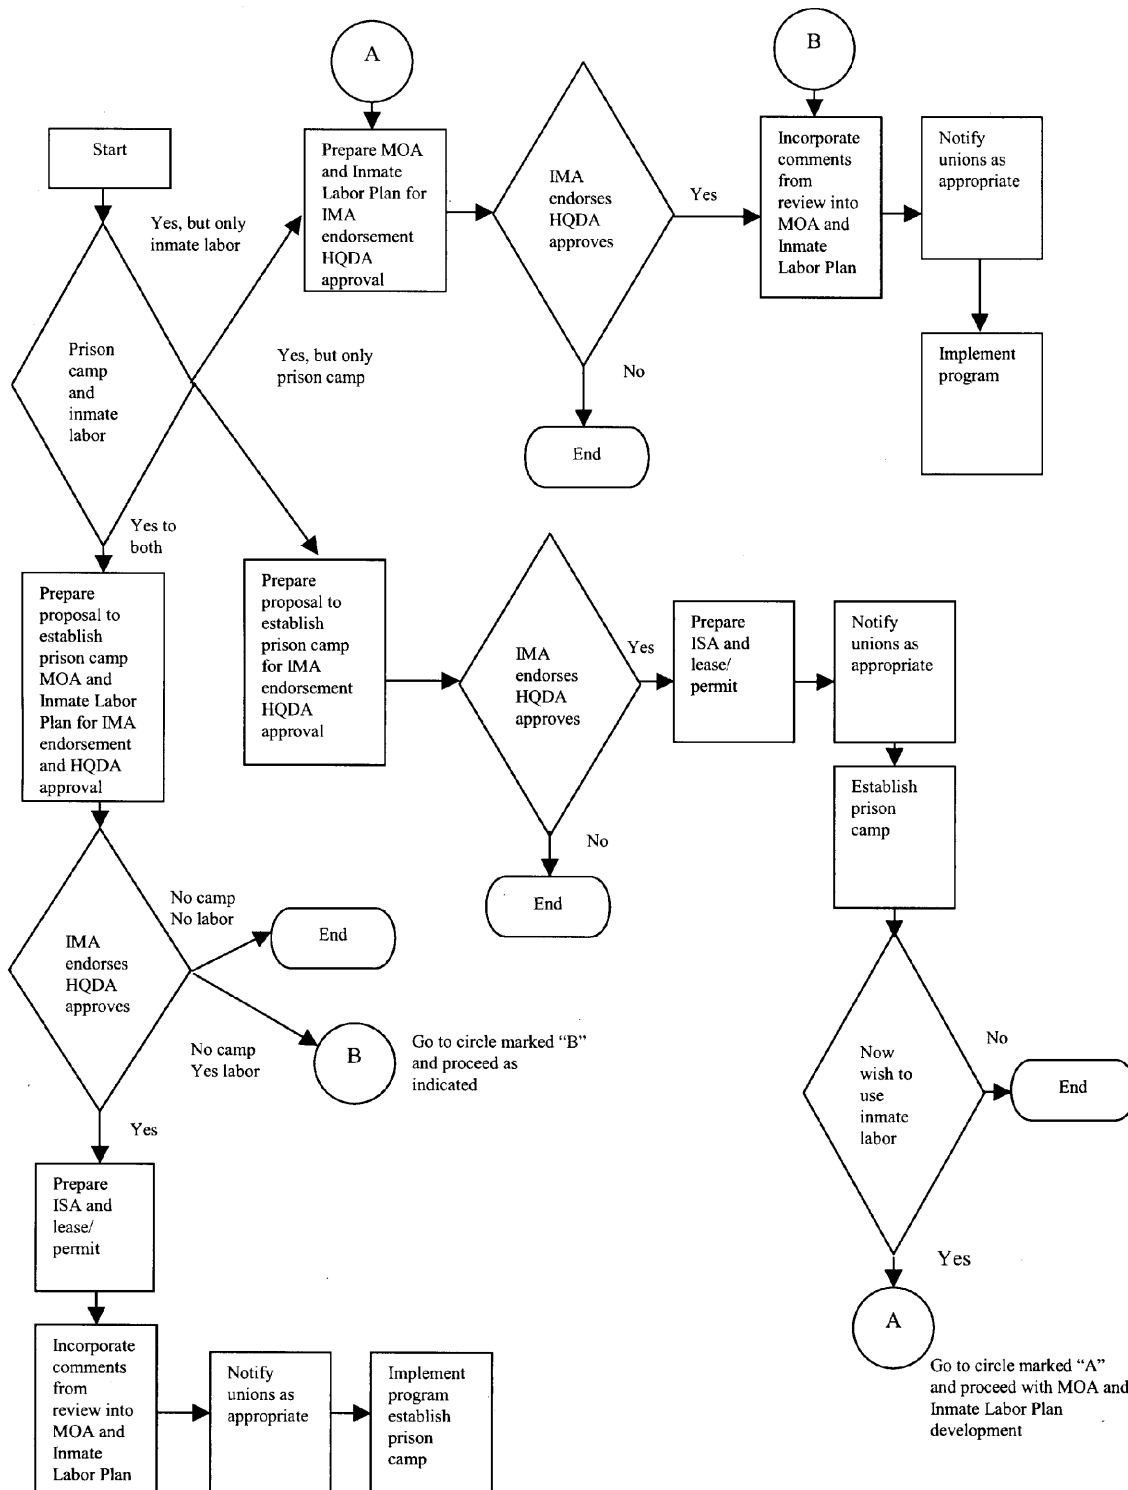 A
B
Start
Prepare MOA
and Inmate
Labor Plan for
IMA
endorsement
HQDA
approval
IMA
endorses
HQDA
approves
Yes
Incorporate
comments
from
review into
MOA and
Inmate
Labor Plan
Notify
unions as
appropriate
Implement
program
No
End
Yes, but only
inmate labor
Yes, but only
prison camp
Prison
camp
and
inmate
labor
Yes to
both
Prepare
proposal to
establish
prison camp
MOA and
Inmate Labor
Plan for IMA
endorsement
and HQDA
approval
Prepare
proposal to
establish
prison camp
for IMA
endorsement
HQDA
approval
IMA
endorses
HQDA
approves
Yes
Prepare
ISA and
lease/
permit
Notify
unions as
appropriate
Establish
prison
camp
No
End
IMA
endorses
HQDA
approves
No camp
No labor
End
No camp
Yes labor
B
Go to circle marked “B”
and proceed as
indicated
Now
wish to
use
inmate
labor
No
End
Yes
A
Go to circle marked “A”
and proceed with MOA and
Inmate Labor Plan
development
Yes
Prepare
ISA and
lease/
permit
Incorporate
comments
from
review into
MOA and
Inmate
Labor Plan
Notify
unions as
appropriate
Implement
program
establish
prison
camp